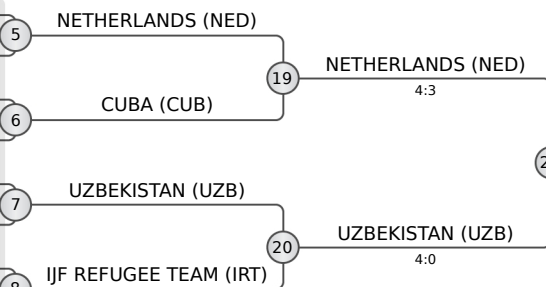 NETHERLANDS (NED)
5
19
NETHERLANDS (NED)
4:3
CUBA (CUB)
6
UZBEKISTAN (UZB)
7
20
UZBEKISTAN (UZB)
4:0
IJF REFUGEE TEAM (IRT)